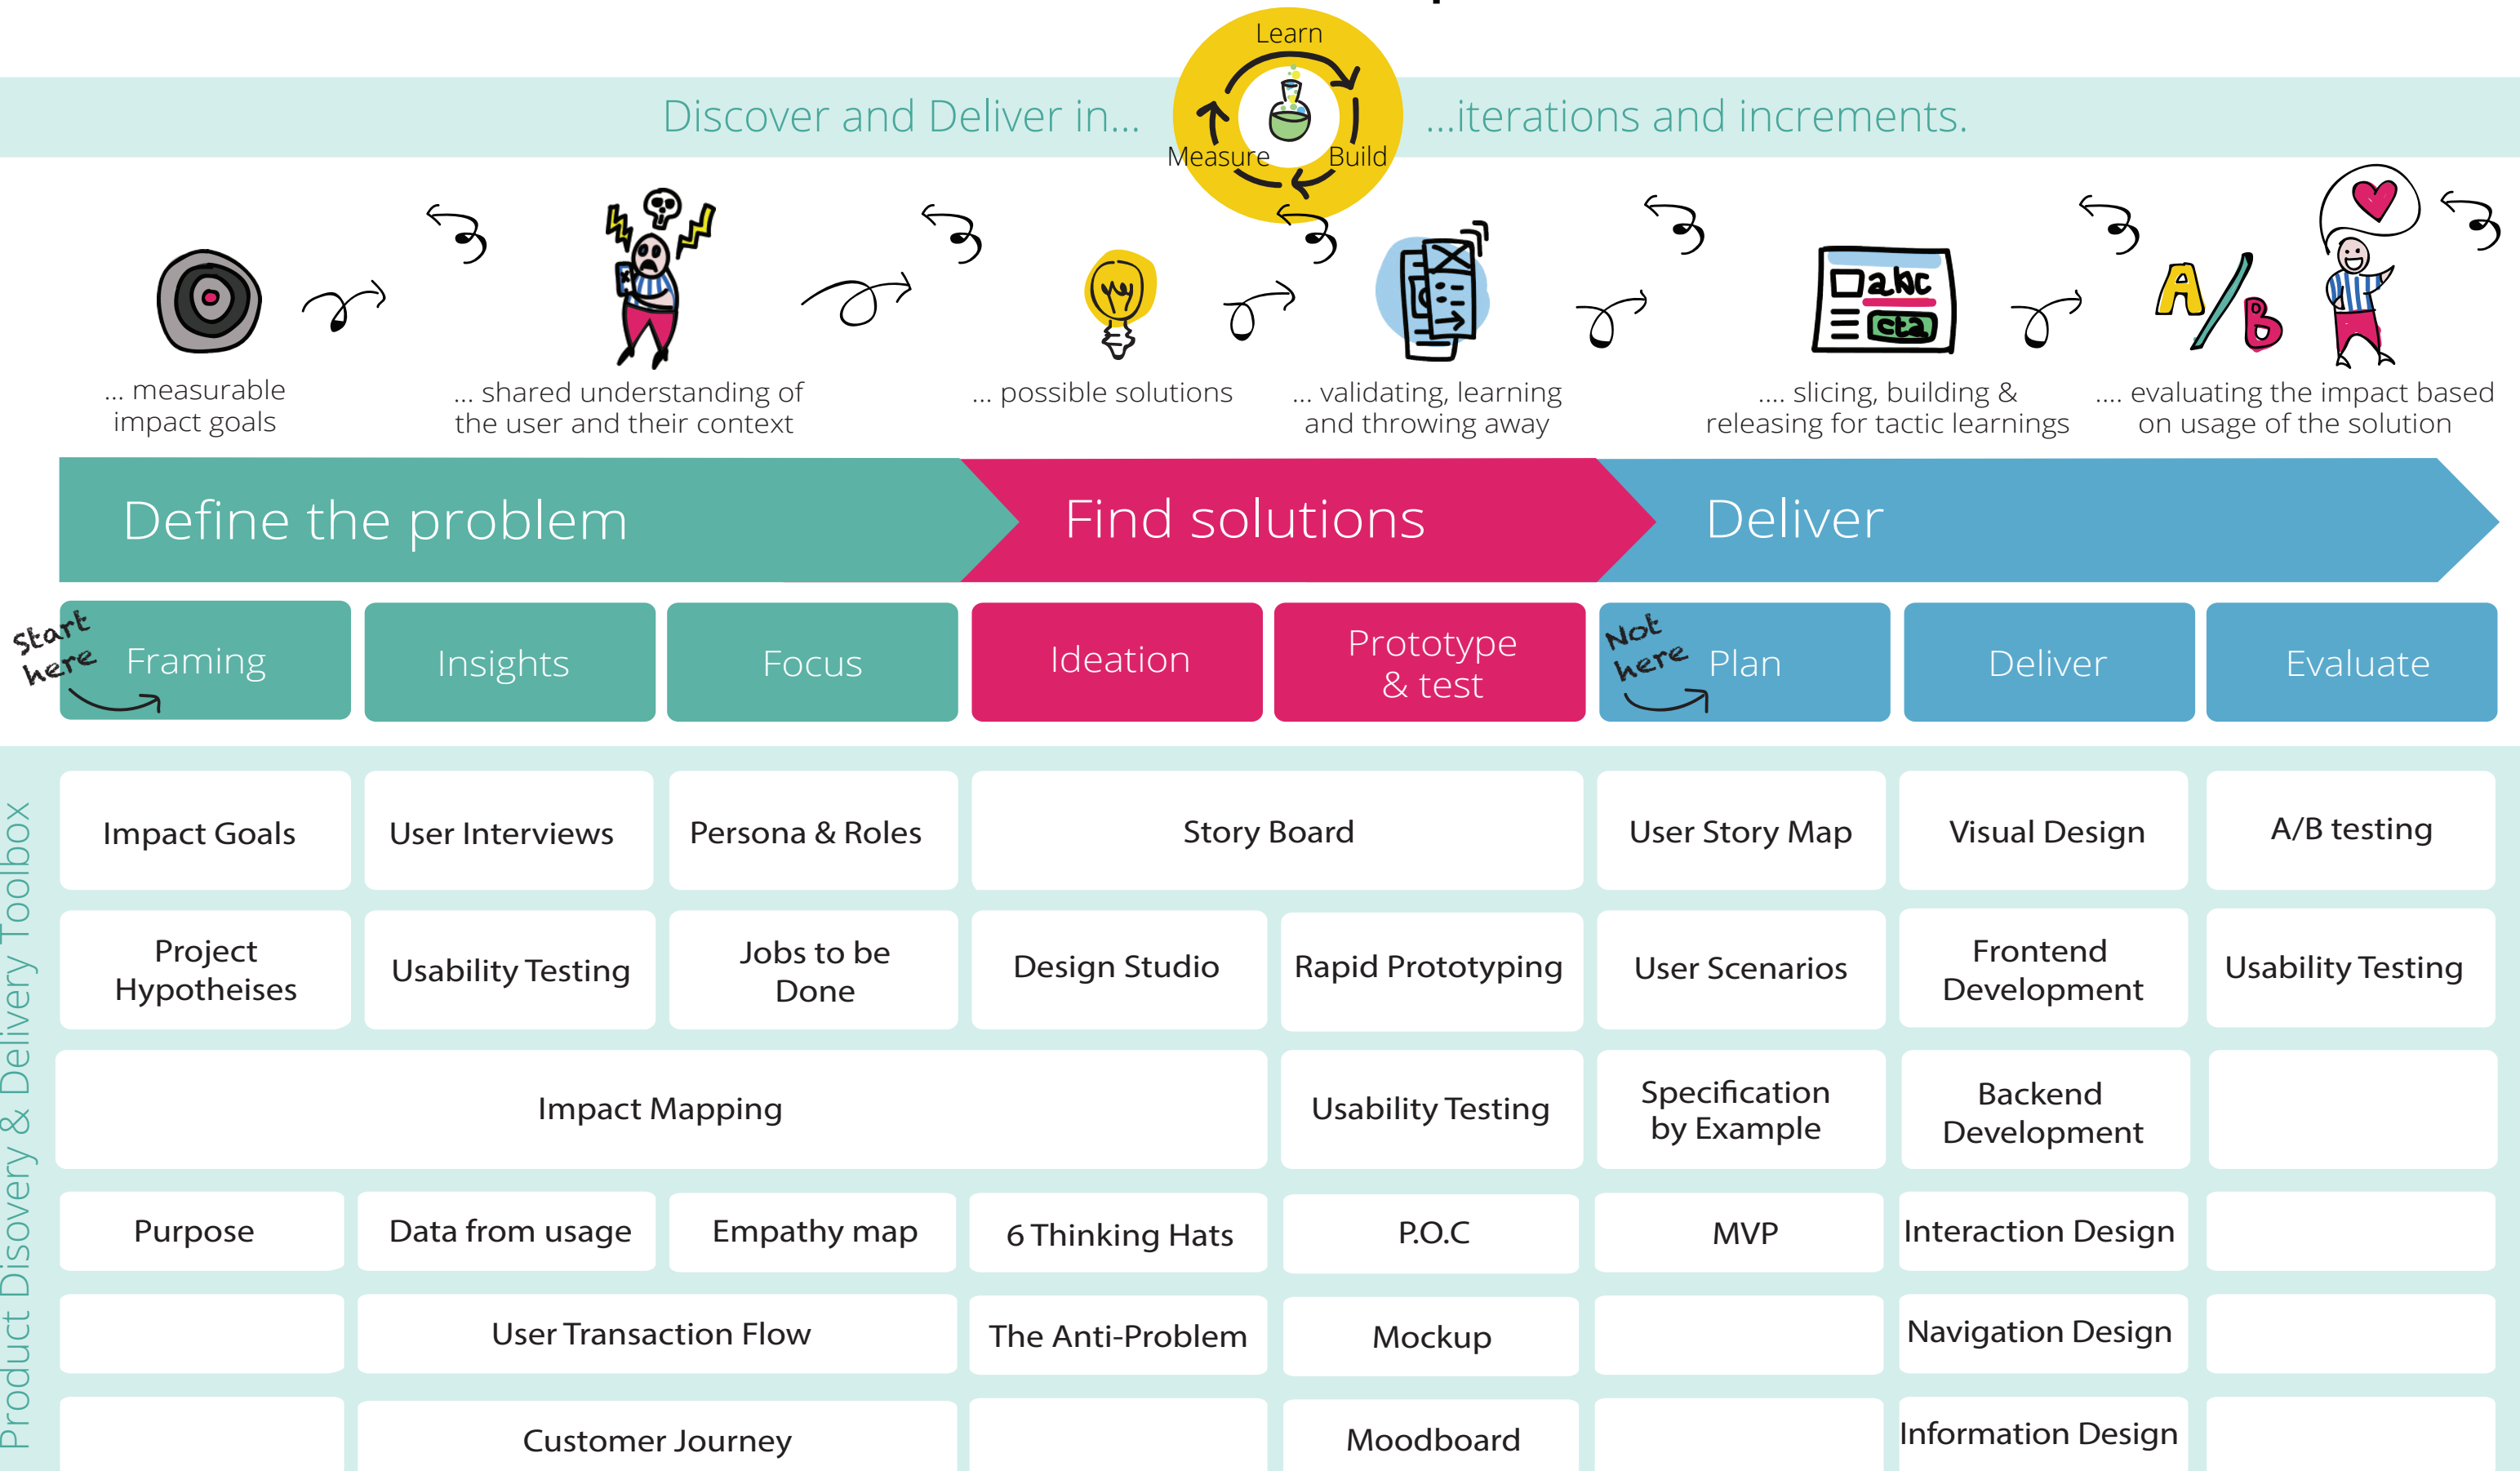 Learn
Discover and Deliver in...
...iterations and increments.
Measure
Build
abc
cta
A/B
... measurable
impact goals
... shared understanding of
the user and their context
... possible solutions
... validating, learning
and throwing away
.... slicing, building &
releasing for tactic learnings
.... evaluating the impact based
on usage of the solution
Define the problem
Find solutions
Deliver
Start
here
Framing
Insights
Focus
Ideation
Prototype
& test
Not
here
Plan
Deliver
Evaluate
Product Disovery & Delivery Toolbox
Impact Goals
User Interviews
Persona & Roles
Story Board
User Story Map
Visual Design
A/B testing
Project
Hypotheises
Usability Testing
Jobs to be
Done
Design Studio
Rapid Prototyping
User Scenarios
Frontend
Development
Usability Testing
Impact Mapping
Usability Testing
Specification
by Example
Backend
Development
Purpose
Data from usage
Empathy map
6 Thinking Hats
P.O.C
MVP
Interaction Design
User Transaction Flow
The Anti-Problem
Mockup
Navigation Design
Customer Journey
Moodboard
Information Design